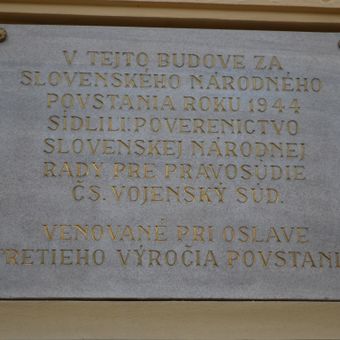 V TEJTO BUDOVE ZA
SLOVENSKÉHO NÁRODNÉHO
POVSTANIA ROKU 1944
SÍDLILI: POVERENICTVO
SLOVENSKEJ NÁRODNEJ
RADY PRE PRAVOSÚDIE
ČS. VOJENSKÝ SÚD.
VENOVANÉ PRI OSLAVE
TRETIEHO VÝROČIA POVSTANIA